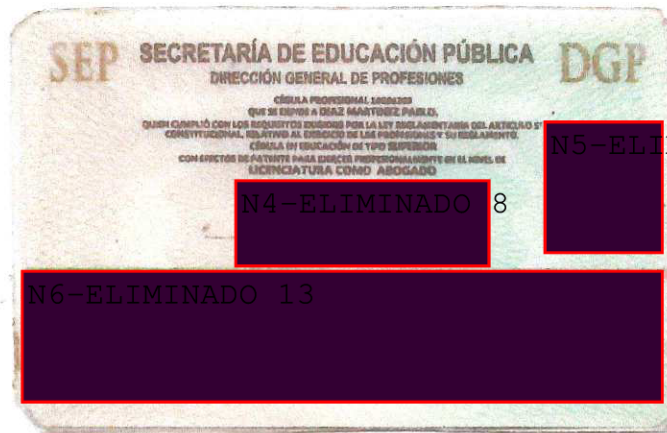 SEP SECRETARÍA DE EDUCACIÓN PÚBLICA DGP
DIRECCIÓN GENERAL DE PROFESIONES
CÉDULA PROFESIONAL
QUE SE EXPIDE A DIAZ MARTINEZ PABLO,
QUIEN CUMPLIÓ CON LOS REQUISITOS EXIGIDOS POR LA LEY REGLAMENTARIA DEL ARTICULO 5°
CONSTITUCIONAL, RELATIVO AL EJERCICIO DE LAS PROFESIONES Y SU REGLAMENTO.
CÉDULA EN EDUCACIÓN DE TIPO SUPERIOR
CON EFECTOS DE PATENTE PARA EJERCER PROFESIONALMENTE EN EL NIVEL DE
LICENCIATURA COMO ABOGADO
N5-ELI
N4-ELIMINADO 8
N6-ELIMINADO 13